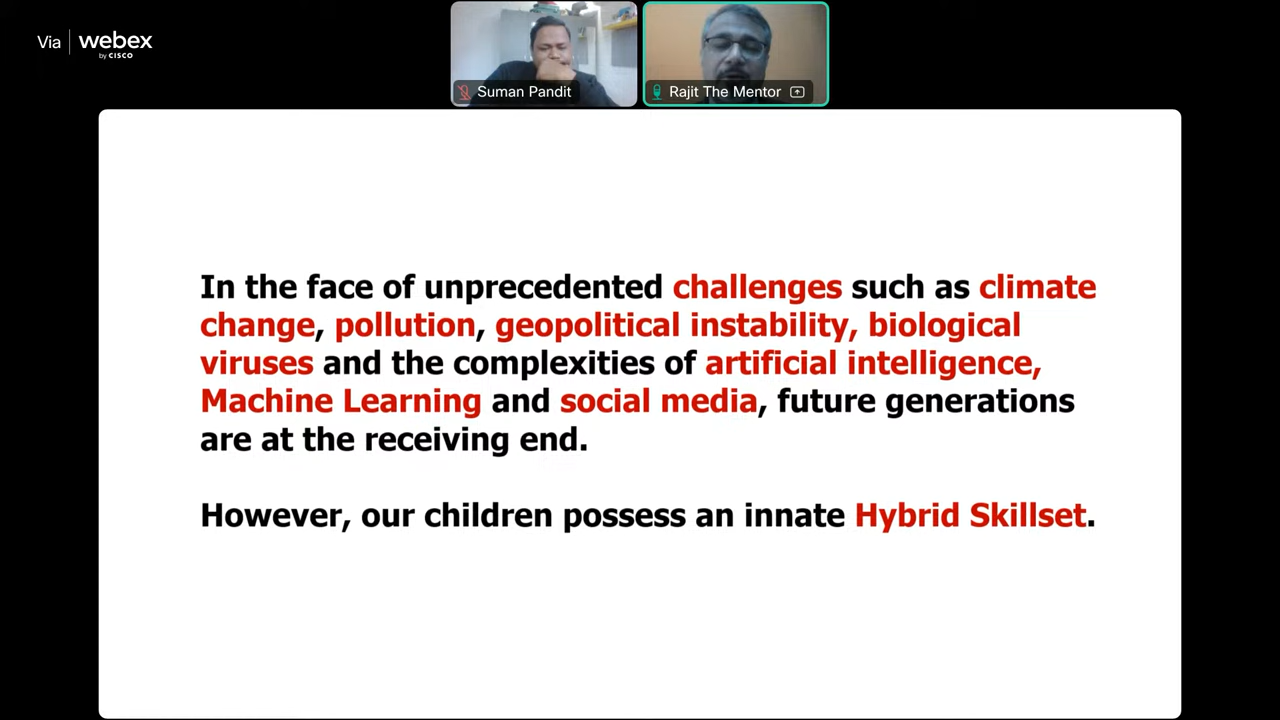 Via webex
by CISCO
Suman Pandit
Rajit The Mentor
In the face of unprecedented challenges such as climate
change, pollution, geopolitical instability, biological
viruses and the complexities of artificial intelligence,
Machine Learning and social media, future generations
are at the receiving end.
However, our children possess an innate Hybrid Skillset.